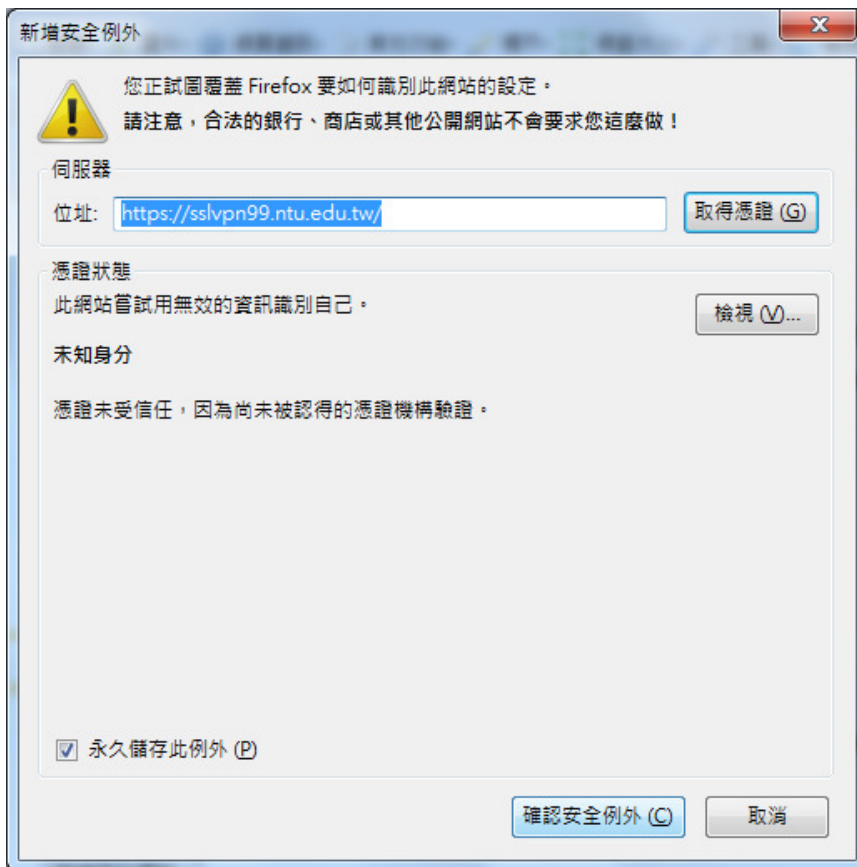 新增安全例外
您正試圖覆蓋 Firefox 要如何識別此網站的設定。
請注意，合法的銀行、商店或其他公開網站不會要求您這麼做！
伺服器
位址: https://sslvpn99.ntu.edu.tw/ 取得憑證 (G)
憑證狀態
此網站嘗試用無效的資訊識別自己。
檢視 (V)...
未知身分
憑證未受信任，因為尚未被認得的憑證機構驗證。
永久儲存此例外 (P)
確認安全例外 (C) 取消